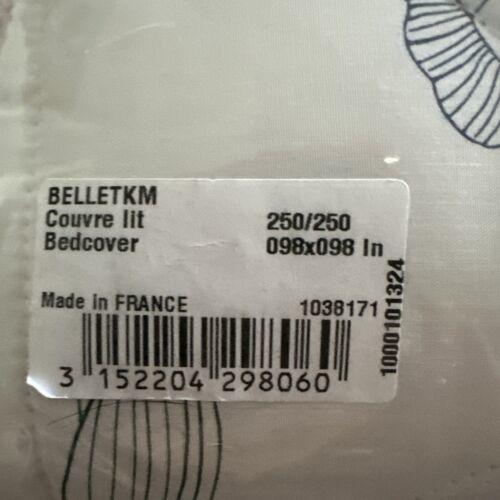 BELLETKM
Couvre lit 250/250
Bedcover 098x098 In
Made in FRANCE 1038171
1000101324
3 152204 298060